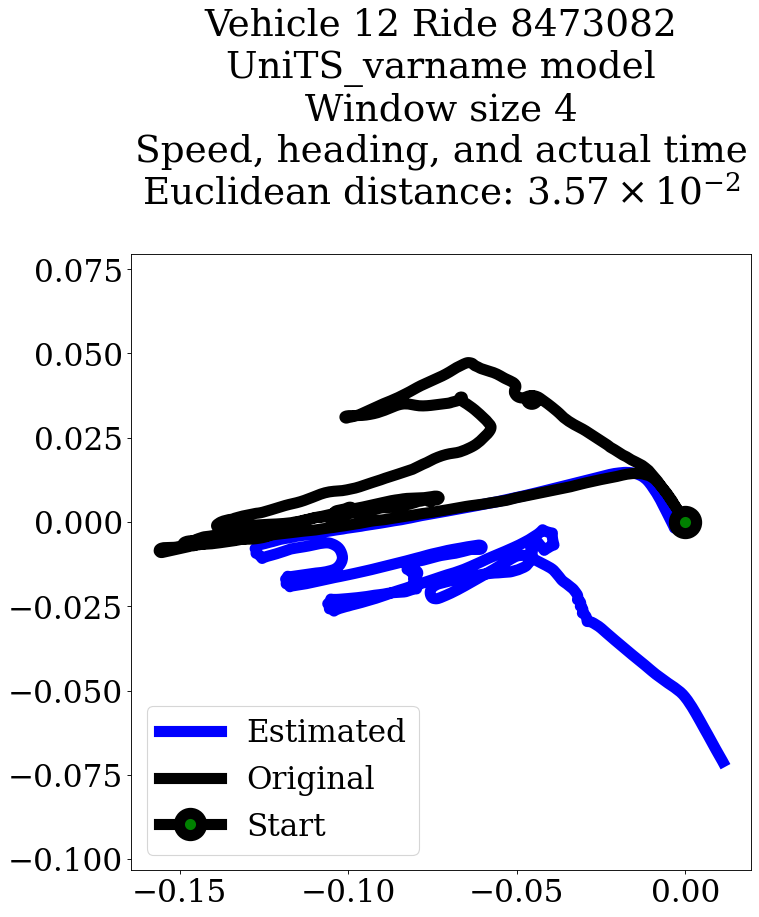 Vehicle 12 Ride 8473082
UniTS_varname model
Window size 4
Speed, heading, and actual time
Euclidean distance: 3.57 × 10⁻²
0.075
0.050
0.025
0.000
−0.025
−0.050
−0.075
−0.100
Estimated
Original
Start
−0.15 −0.10 −0.05 0.00